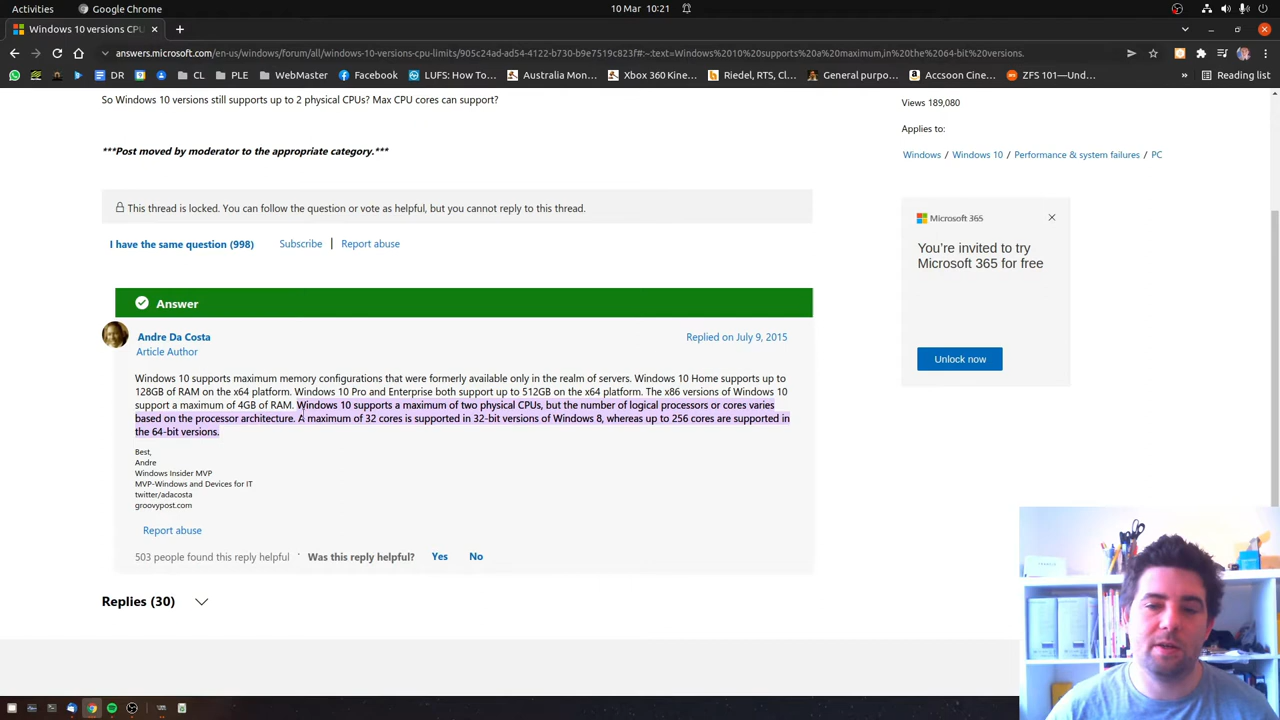 Activities
Google Chrome
10 Mar 10:21
Windows 10 versions CPU
answers.microsoft.com/en-us/windows/forum/all/windows-10-versions-cpu-limits/905c24ad-ad54-4122-b730-b9e7519c823f#:~:text=Windows%2010%20supports%20a%20maximum,in%20the%2064-bit%20versions.
PLE
WebMaster
Facebook
LUFS: How To...
Australia Mon...
Xbox 360 Kine...
Riedel, RTS, Cl...
General purpo...
Accsoon Cine...
ZFS 101—Und...
»
Reading list
So Windows 10 versions still supports up to 2 physical CPUs? Max CPU cores can support?
***Post moved by moderator to the appropriate category.***
This thread is locked. You can follow the question or vote as helpful, but you cannot reply to this thread.
I have the same question (998)
Subscribe
Report abuse
Answer
Andre Da Costa
Article Author
Replied on July 9, 2015
Windows 10 supports maximum memory configurations that were formerly available only in the realm of servers. Windows 10 Home supports up to
128GB of RAM on the x64 platform. Windows 10 Pro and Enterprise both support up to 512GB on the x64 platform. The x86 versions of Windows 10
support a maximum of 4GB of RAM. Windows 10 supports a maximum of two physical CPUs, but the number of logical processors or cores varies
based on the processor architecture. A maximum of 32 cores is supported in 32-bit versions of Windows 8, whereas up to 256 cores are supported in
the 64-bit versions.
Best,
Andre
Windows Insider MVP
MVP-Windows and Devices for IT
twitter/adacosta
groovypost.com
Report abuse
503 people found this reply helpful
·
Was this reply helpful?
Yes
No
Replies (30)
Views 189,080
Applies to:
Windows / Windows 10 / Performance & system failures / PC
Microsoft 365
You're invited to try
Microsoft 365 for free
Unlock now